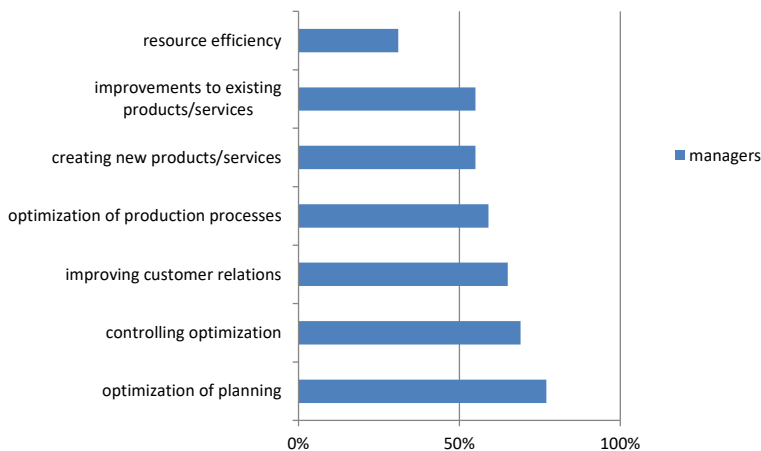 resource efficiency
improvements to existing
products/services
creating new products/services
managers
optimization of production processes
improving customer relations
controlling optimization
optimization of planning
0%
50%
100%